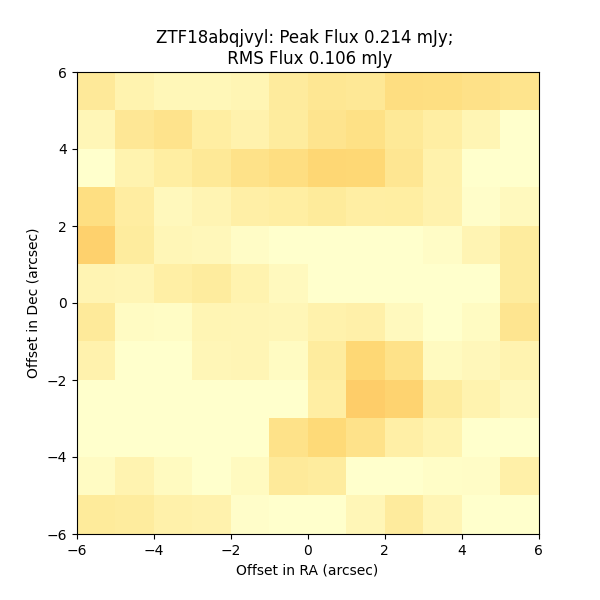 ZTF18abqjvyl: Peak Flux 0.214 mJy;
RMS Flux 0.106 mJy
6
4
2
0
−2
−4
−6
Offset in Dec (arcsec)
−6 −4 −2 0 2 4 6
Offset in RA (arcsec)